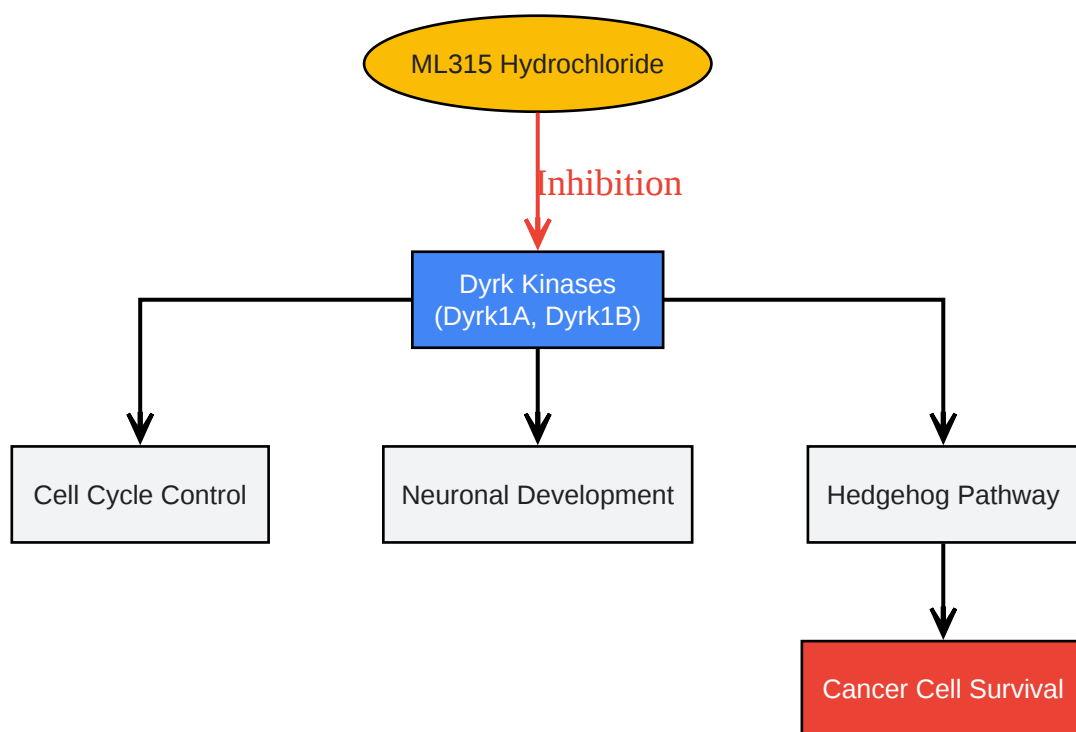 ML315 Hydrochloride
Inhibition
Dyrk Kinases
(Dyrk1A, Dyrk1B)
Cell Cycle Control
Neuronal Development
Hedgehog Pathway
Cancer Cell Survival